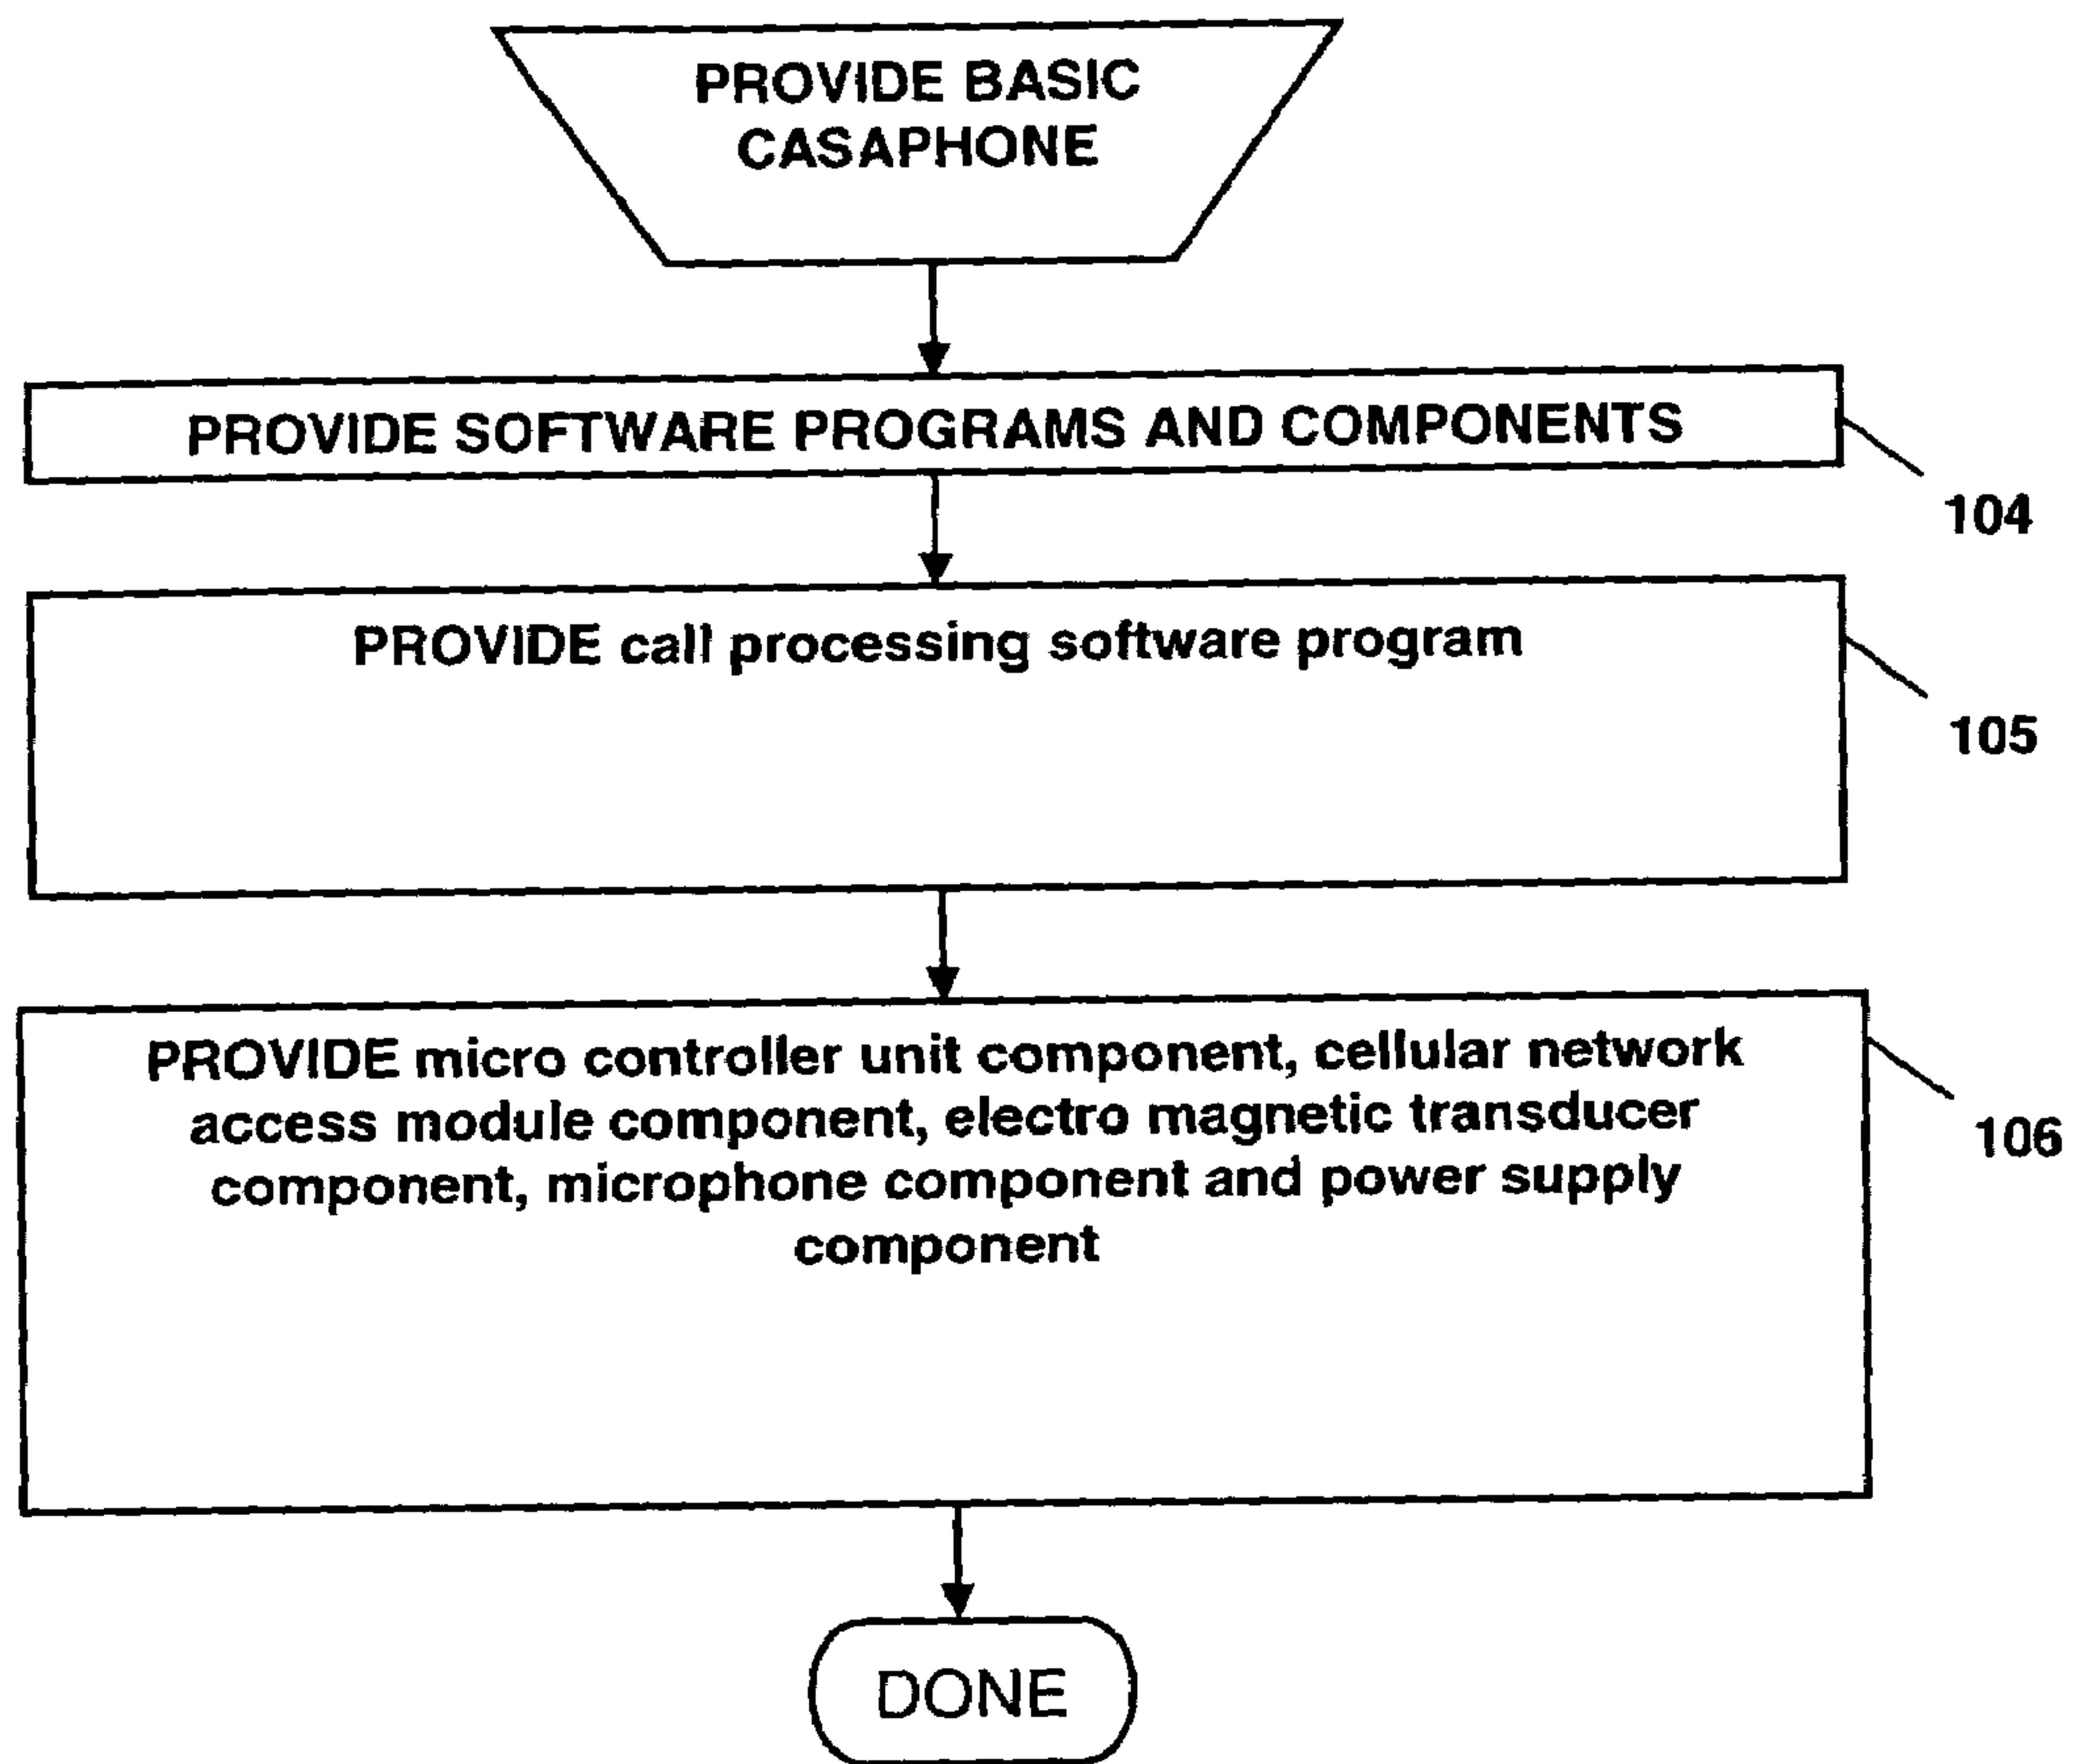 PROVIDE BASIC
CASAPHONE
PROVIDE SOFTWARE PROGRAMS AND COMPONENTS
104
PROVIDE call processing software program
105
PROVIDE micro controller unit component, cellular network
access module component, electro magnetic transducer
component, microphone component and power supply
component
106
DONE